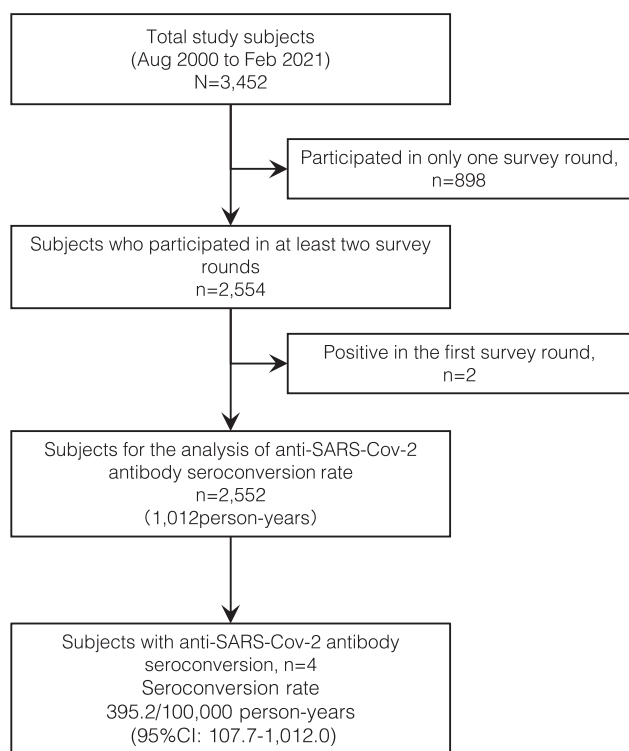 Total study subjects
(Aug 2000 to Feb 2021)
N=3,452
Participated in only one survey round,
n=898
Subjects who participated in at least two survey
rounds
n=2,554
Positive in the first survey round,
n=2
Subjects for the analysis of anti-SARS-Cov-2
antibody seroconversion rate
n=2,552
(1,012person-years)
Subjects with anti-SARS-Cov-2 antibody
seroconversion, n=4
Seroconversion rate
395.2/100,000 person-years
(95%CI: 107.7-1,012.0)